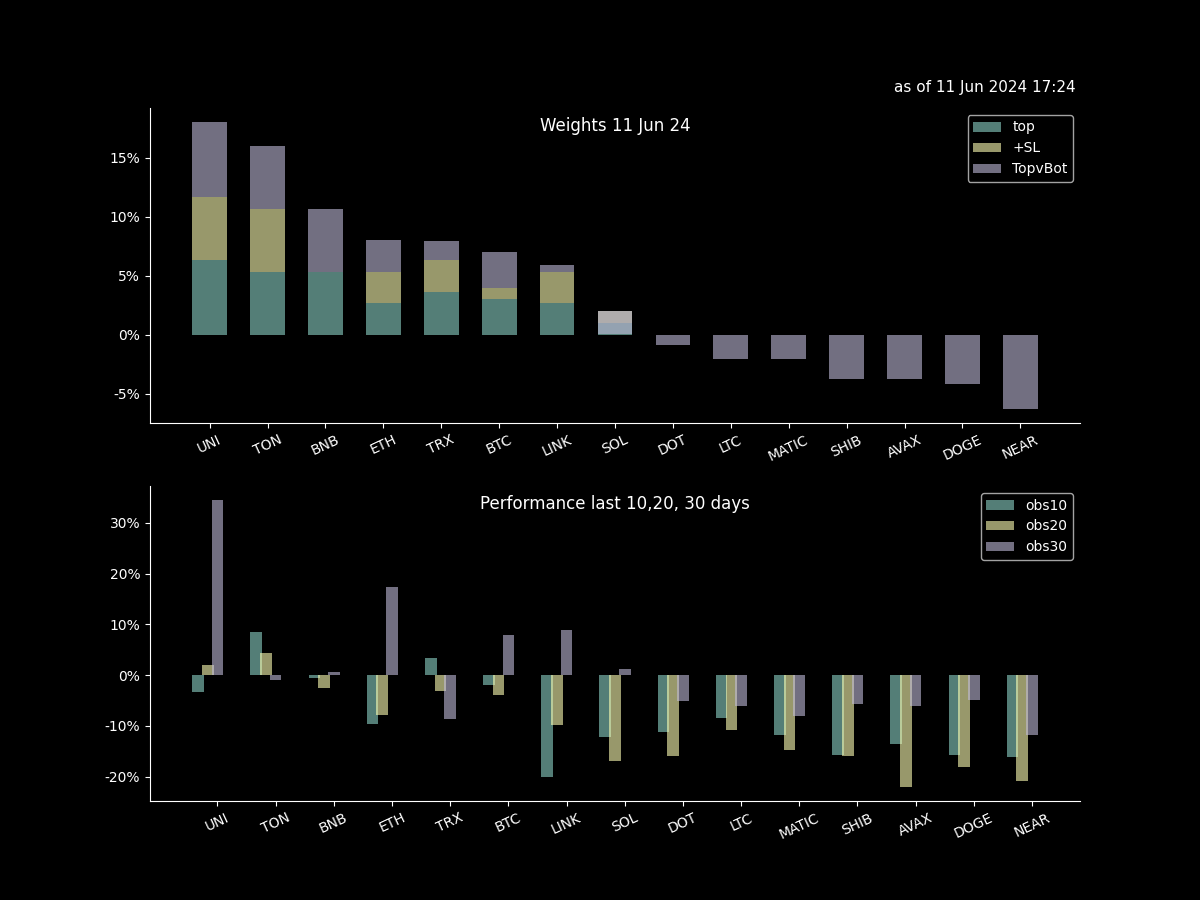 as of 11 Jun 2024 17:24
Weights 11 Jun 24
top
+SL
TopvBot
15%
10%
5%
0%
-5%
UNI TON BNB ETH TRX BTC LINK SOL DOT LTC MATIC SHIB AVAX DOGE NEAR
Performance last 10,20, 30 days
obs10
obs20
obs30
30%
20%
10%
0%
-10%
-20%
UNI TON BNB ETH TRX BTC LINK SOL DOT LTC MATIC SHIB AVAX DOGE NEAR